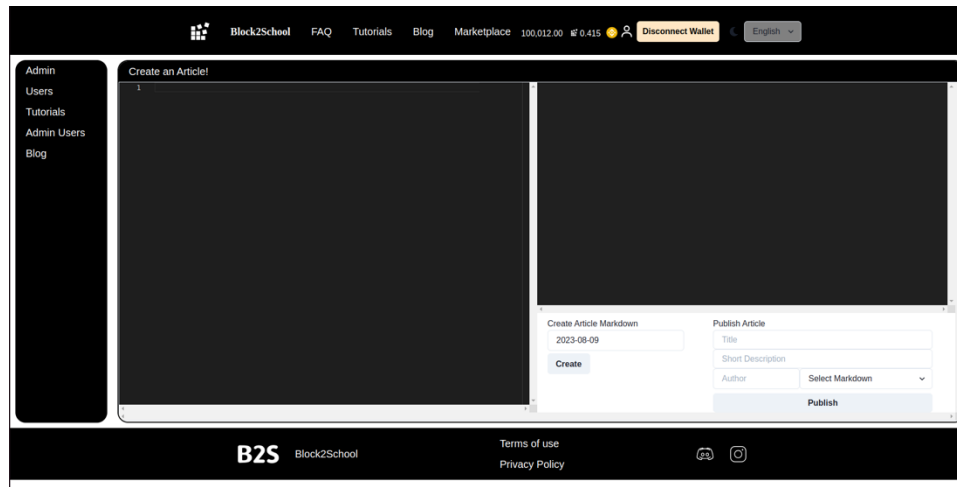 Block2School FAQ Tutorials Blog Marketplace 100,012.00 0.415 Disconnect Wallet English
Admin
Users
Tutorials
Admin Users
Blog
Create an Article!
1
Create Article Markdown
2023-08-09
Create
Publish Article
Title
Short Description
Author Select Markdown
Publish
B2S Block2School
Terms of use
Privacy Policy